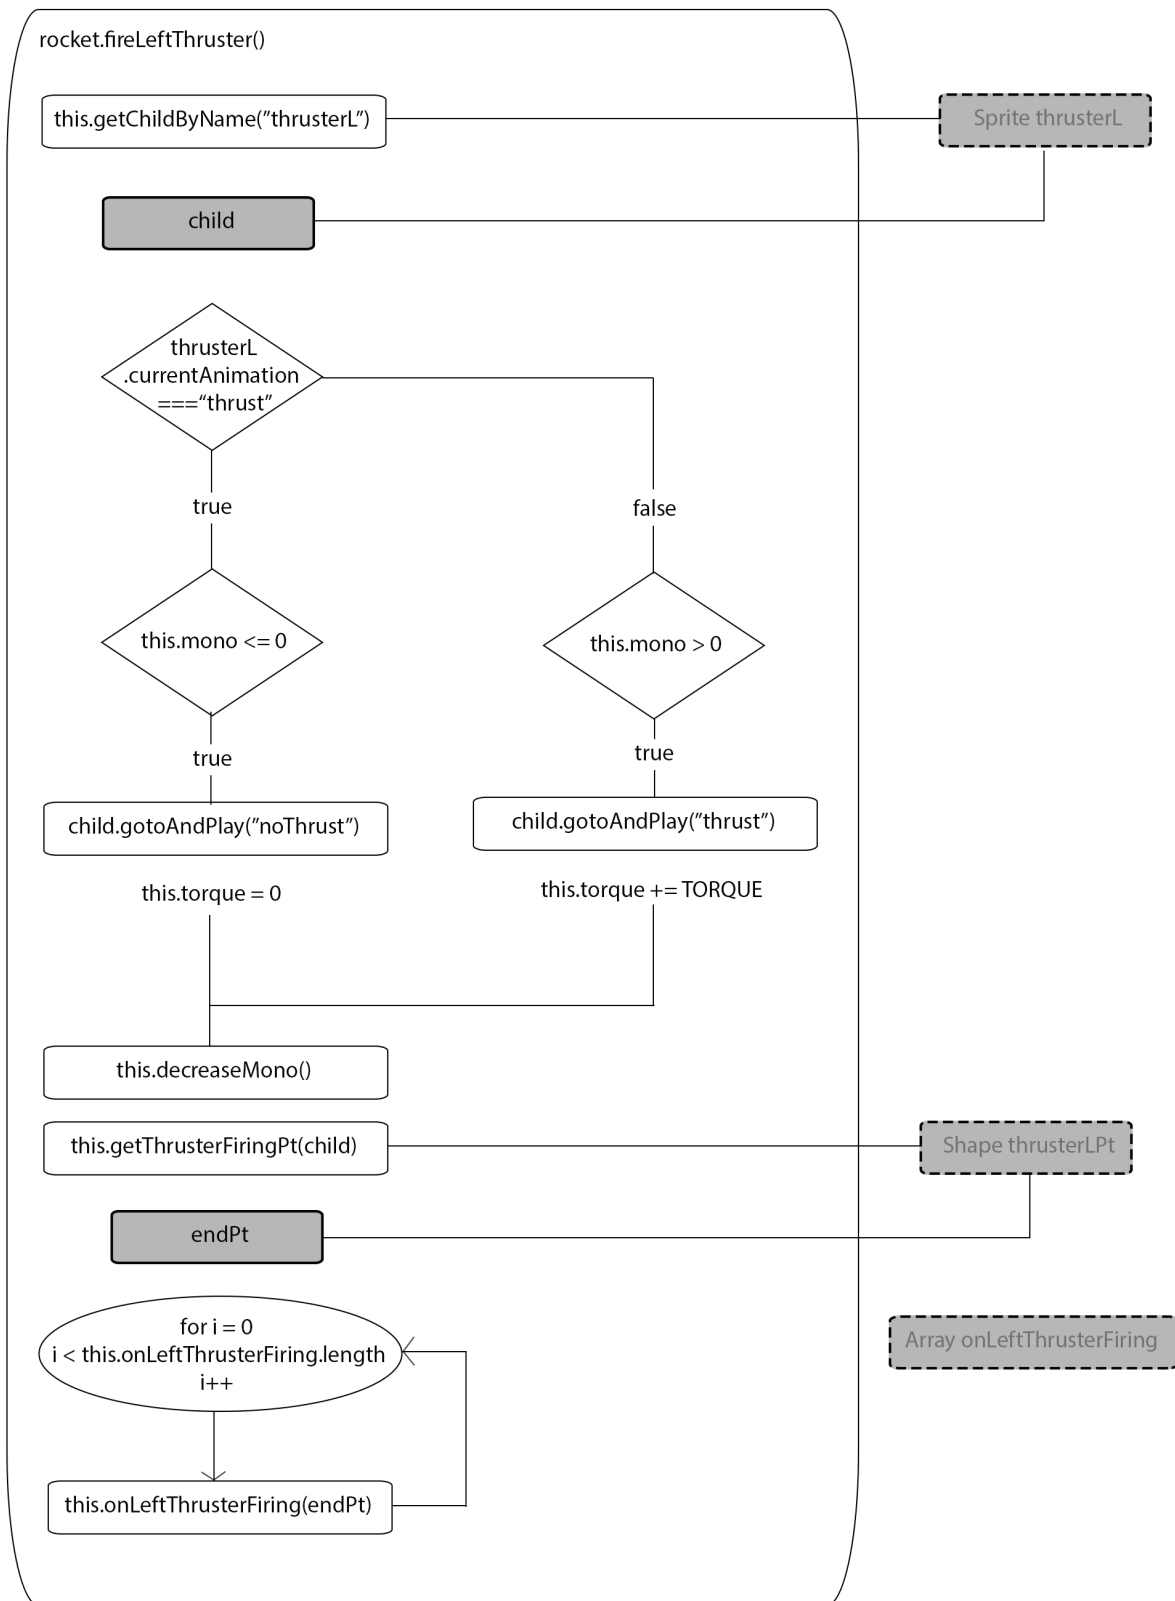 rocket.fireLeftThruster()
this.getChildByName(”thrusterL”)
Sprite thrusterL
child
thrusterL
.currentAnimation
===“thrust”
true
false
this.mono <= 0
this.mono > 0
true
true
child.gotoAndPlay(”noThrust”)
child.gotoAndPlay(”thrust”)
this.torque = 0
this.torque += TORQUE
this.decreaseMono()
this.getThrusterFiringPt(child)
Shape thrusterLPt
endPt
for i = 0
i < this.onLeftThrusterFiring.length
i++
Array onLeftThrusterFiring
this.onLeftThrusterFiring(endPt)